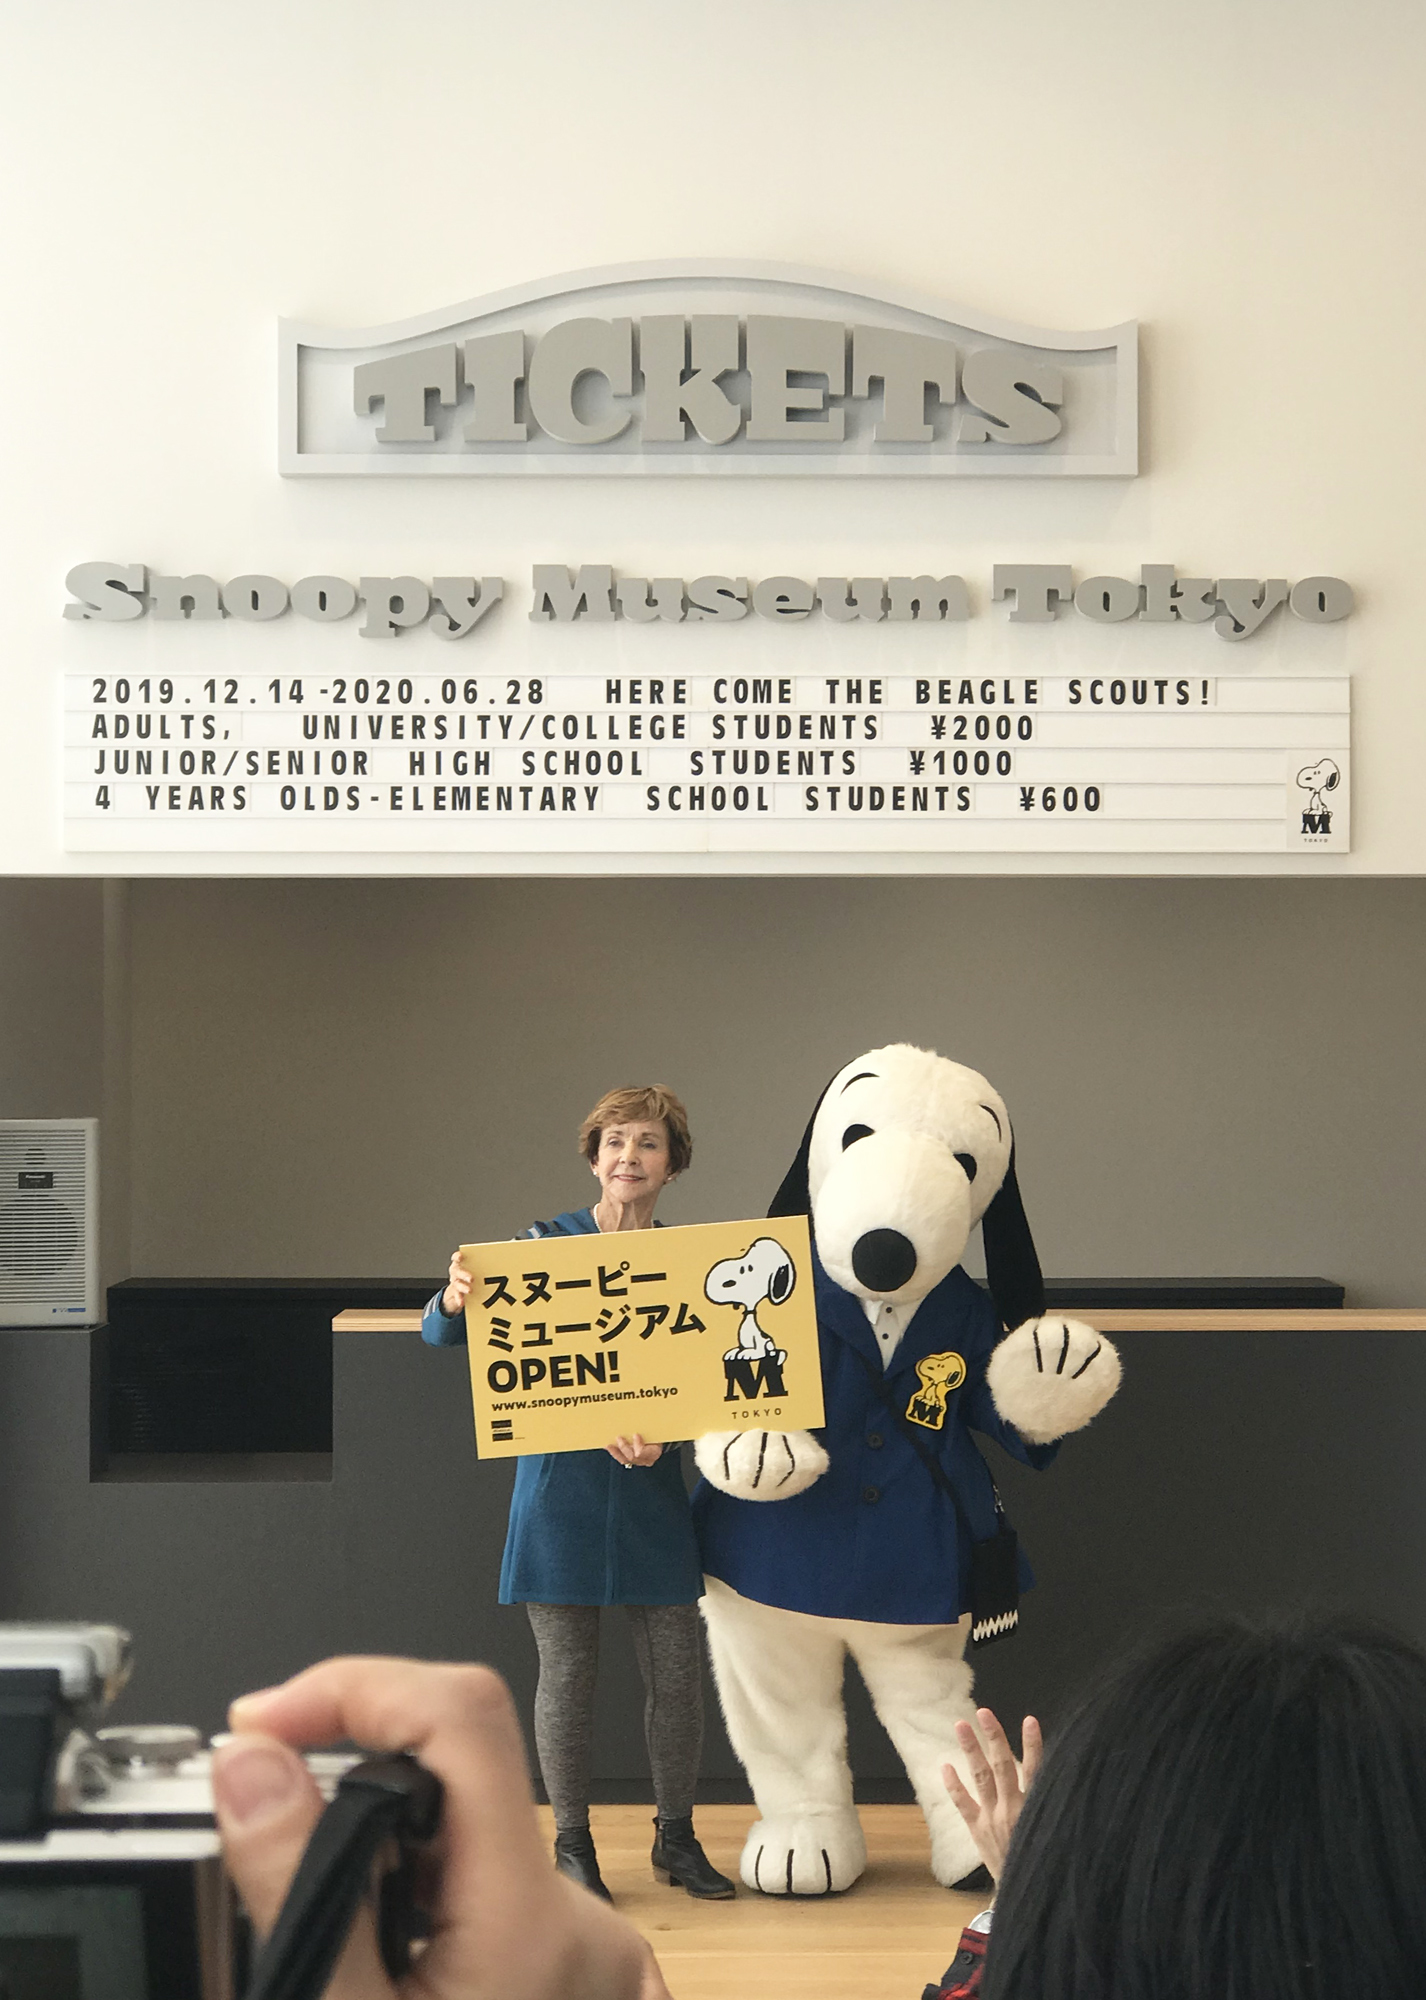 TICKETS
Snoopy Museum Tokyo
2019.12.14-2020.06.28 HERE COME THE BEAGLE SCOUTS!
ADULTS, UNIVERSITY/COLLEGE STUDENTS ¥2000
JUNIOR/SENIOR HIGH SCHOOL STUDENTS ¥1000
4 YEARS OLDS-ELEMENTARY SCHOOL STUDENTS ¥600
M
TOKYO
スヌーピー
ミュージアム
OPEN!
www.snoopymuseum.tokyo
M
TOKYO
M